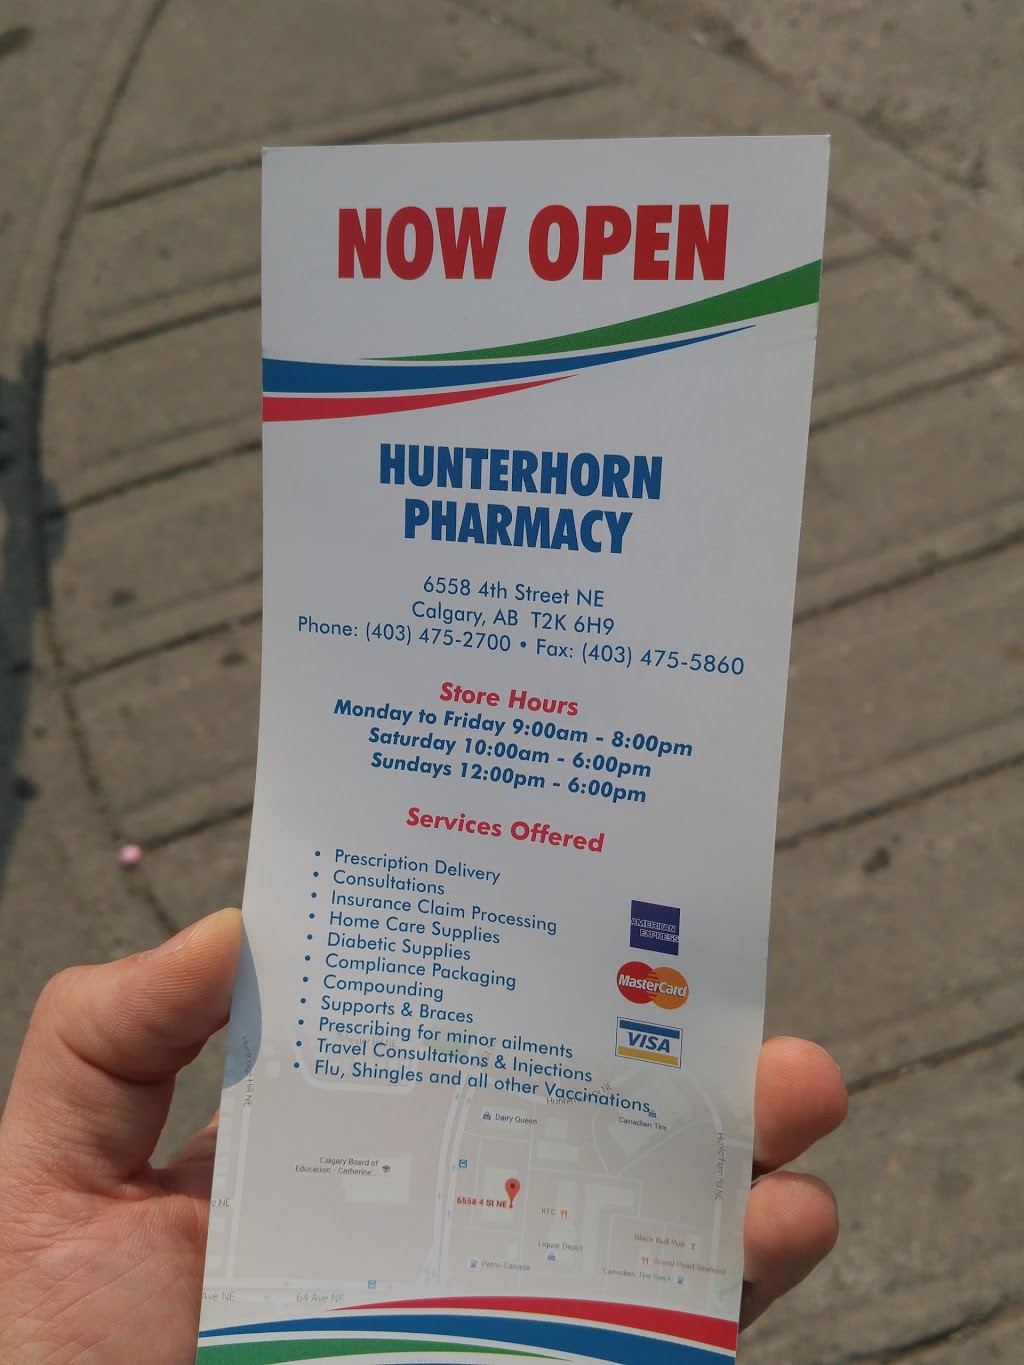 NOW OPEN
HUNTERHORN
PHARMACY
6558 4th Street NE
Calgary, AB T2K 6H9
Phone: (403) 475-2700 • Fax: (403) 475-5860
Store Hours
Monday to Friday 9:00am - 8:00pm
Saturday 10:00am - 6:00pm
Sundays 12:00pm - 6:00pm
Services Offered
• Prescription Delivery
• Consultations
• Insurance Claim Processing
• Home Care Supplies
• Diabetic Supplies
• Compliance Packaging
• Compounding
• Supports & Braces
• Prescribing for minor ailments
• Travel Consultations & Injections
• Flu, Shingles and all other Vaccinations
AMERICAN
EXPRESS
MasterCard
VISA
Dairy Queen
Canadian Tire
Calgary Board of
Education - Catherine...
6558 4 St NE
KFC
Liquor Depot
Black Bull Pub
Grand Pearl Seafood
Petro-Canada
Canadian Tire Gas+
Ave NE
64 Ave NE